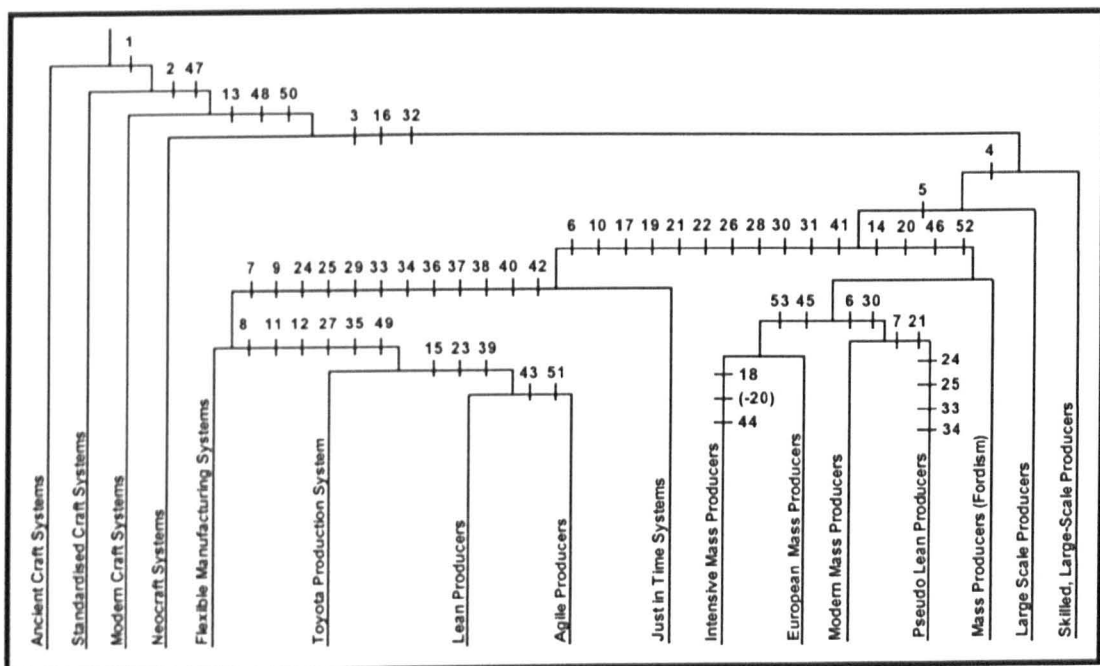 1
2 47
13 48 50
3 16 32
4
5
6 10 17 19 21 22 26 28 30 31 41 14 20 46 52
7 9 24 25 29 33 34 36 37 38 40 42
53 45 6 30
8 11 12 27 35 49
7 21
15 23 39
24
18
43 51
25
(-20)
33
44
34
Ancient Craft Systems
Standardised Craft Systems
Modern Craft Systems
Neocraft Systems
Flexible Manufacturing Systems
Toyota Production System
Lean Producers
Agile Producers
Just in Time Systems
Intensive Mass Producers
European Mass Producers
Modern Mass Producers
Pseudo Lean Producers
Mass Producers (Fordism)
Large Scale Producers
Skilled, Large-Scale Producers